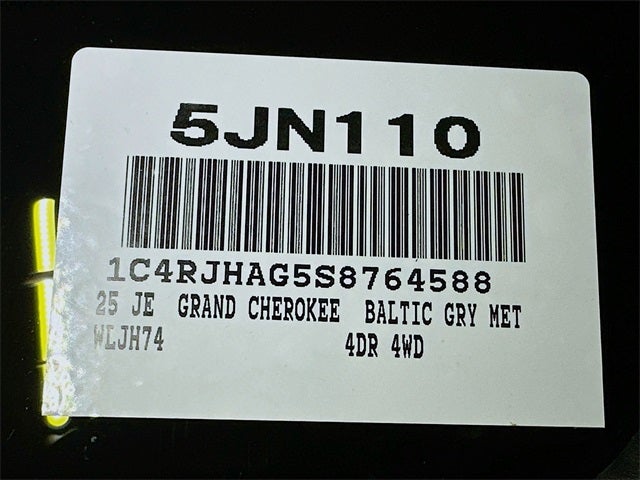 5JN110
1C4RJHAG5S8764588
25 JE GRAND CHEROKEE BALTIC GRY MET
WLJH74 4DR 4WD